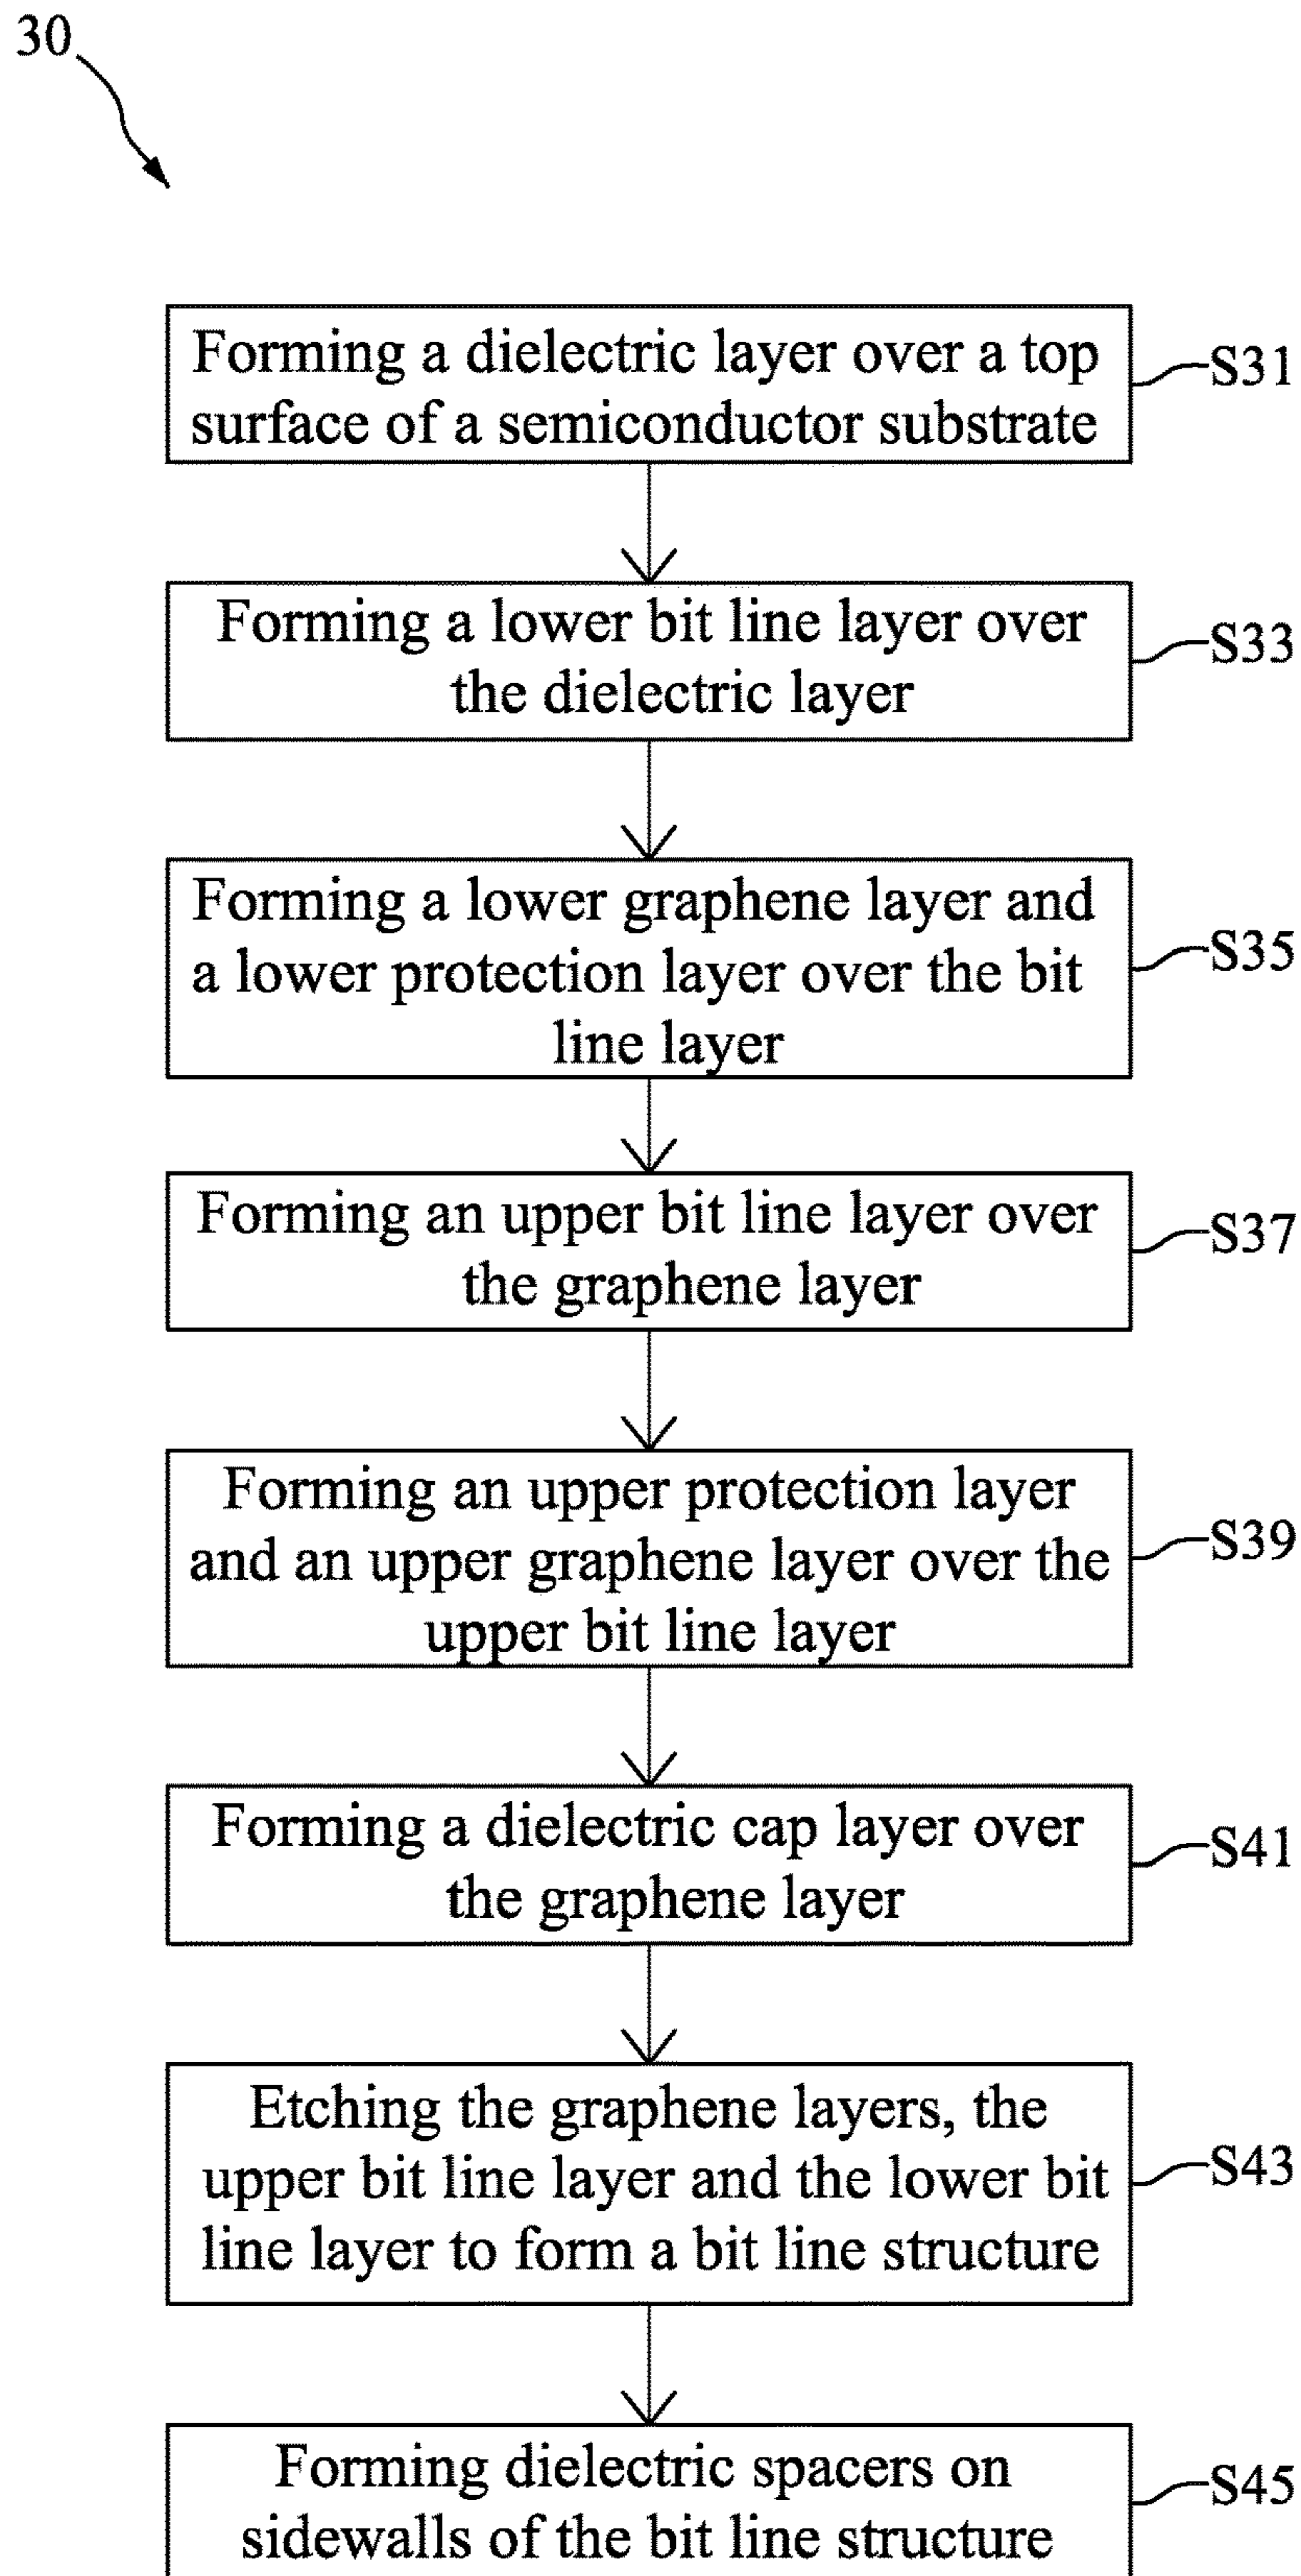 30
Forming a dielectric layer over a top
surface of a semiconductor substrate
S31
Forming a lower bit line layer over
the dielectric layer
S33
Forming a lower graphene layer and
a lower protection layer over the bit
line layer
S35
Forming an upper bit line layer over
the graphene layer
S37
Forming an upper protection layer
and an upper graphene layer over the
upper bit line layer
S39
Forming a dielectric cap layer over
the graphene layer
S41
Etching the graphene layers, the
upper bit line layer and the lower bit
line layer to form a bit line structure
S43
Forming dielectric spacers on
sidewalls of the bit line structure
S45